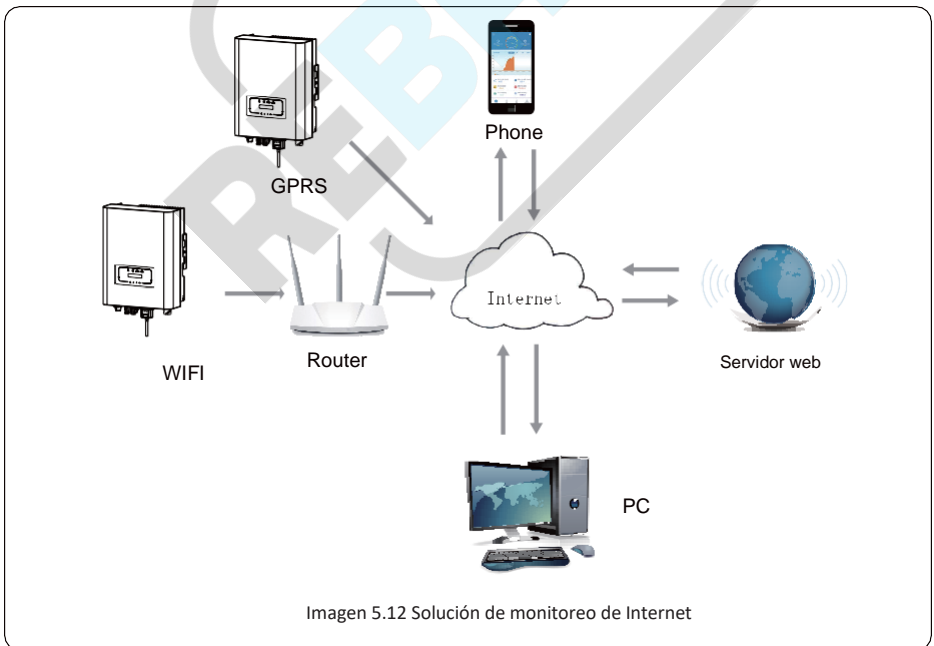 Phone
GPRS
Internet
Router
WIFI
Servidor web
PC
Imagen 5.12 Solución de monitoreo de Internet